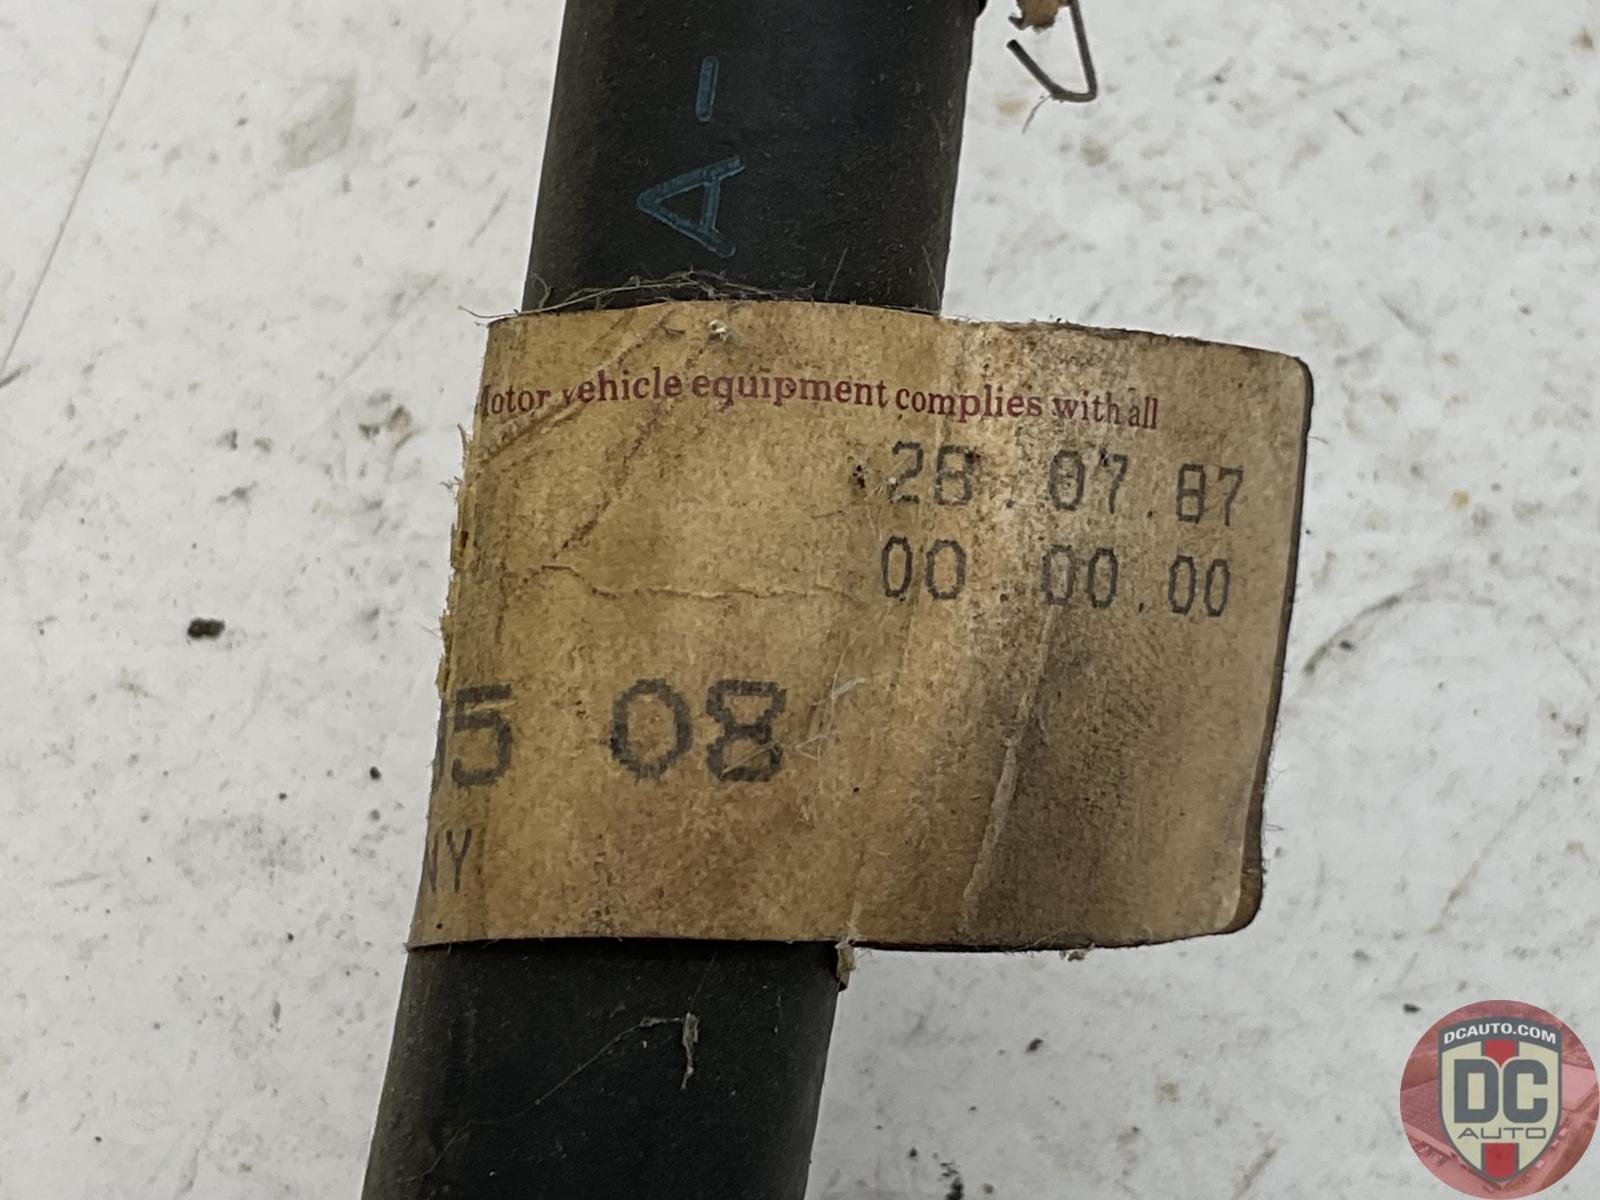 A-
Motor vehicle equipment complies with all
28.07.87
00.00.00
5 08
NY
DCAUTO.COM
DC
AUTO